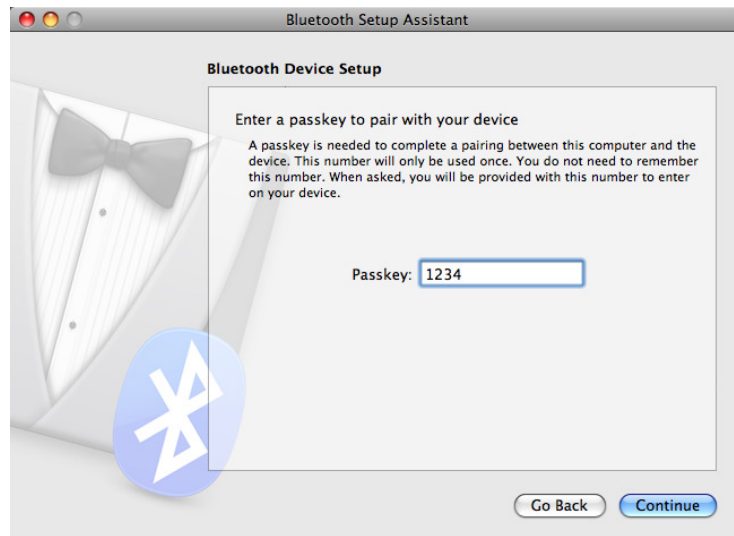 Bluetooth Setup Assistant
Bluetooth Device Setup
Enter a passkey to pair with your device
A passkey is needed to complete a pairing between this computer and the
device. This number will only be used once. You do not need to remember
this number. When asked, you will be provided with this number to enter
on your device.
Passkey: 1234
Go Back Continue